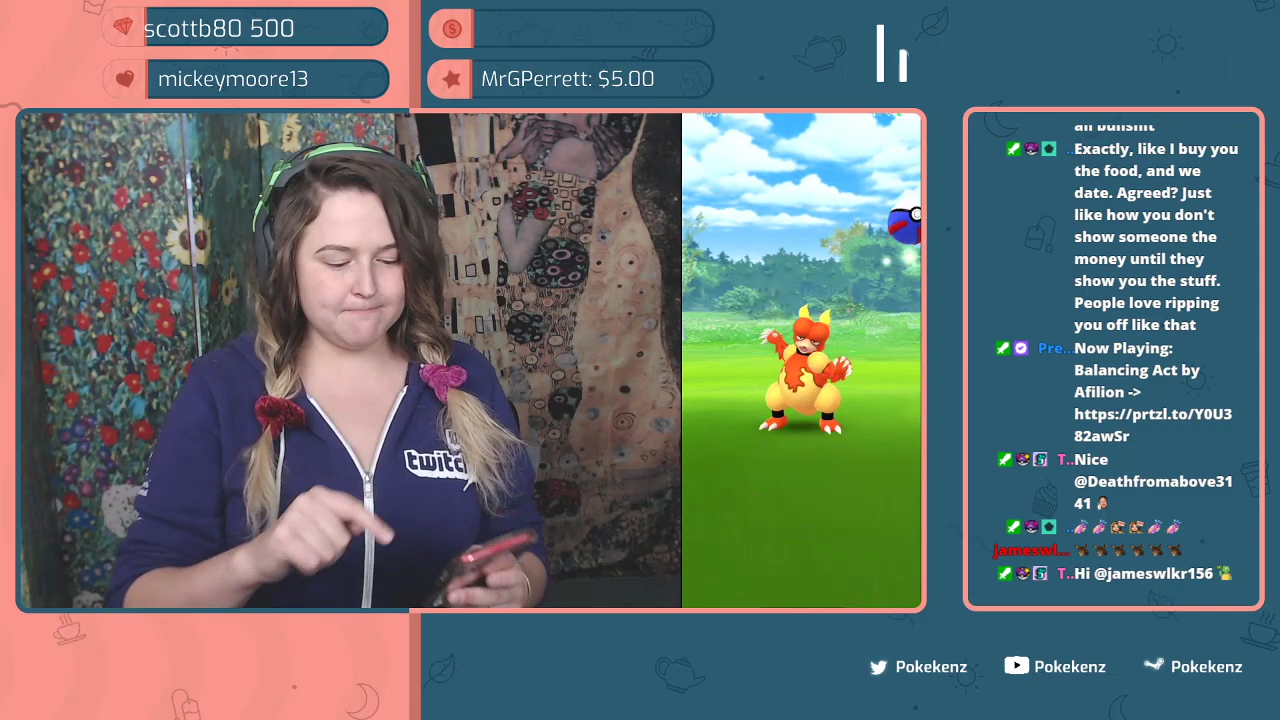 scottb80 500
mickeymoore13
MrGPerrett: $5.00
all bullshit
Exactly, like I buy you
the food, and we
date. Agreed? Just
like how you don't
show someone the
money until they
show you the stuff.
People love ripping
you off like that
Pre... Now Playing:
Balancing Act by
Afilion ->
https://prtzl.to/Y0U3
82awSr
T.. Nice
@Deathfromabove31
41
jameswl...
T.. Hi @jameswlkr156
twitch
Pokekenz
Pokekenz
Pokekenz